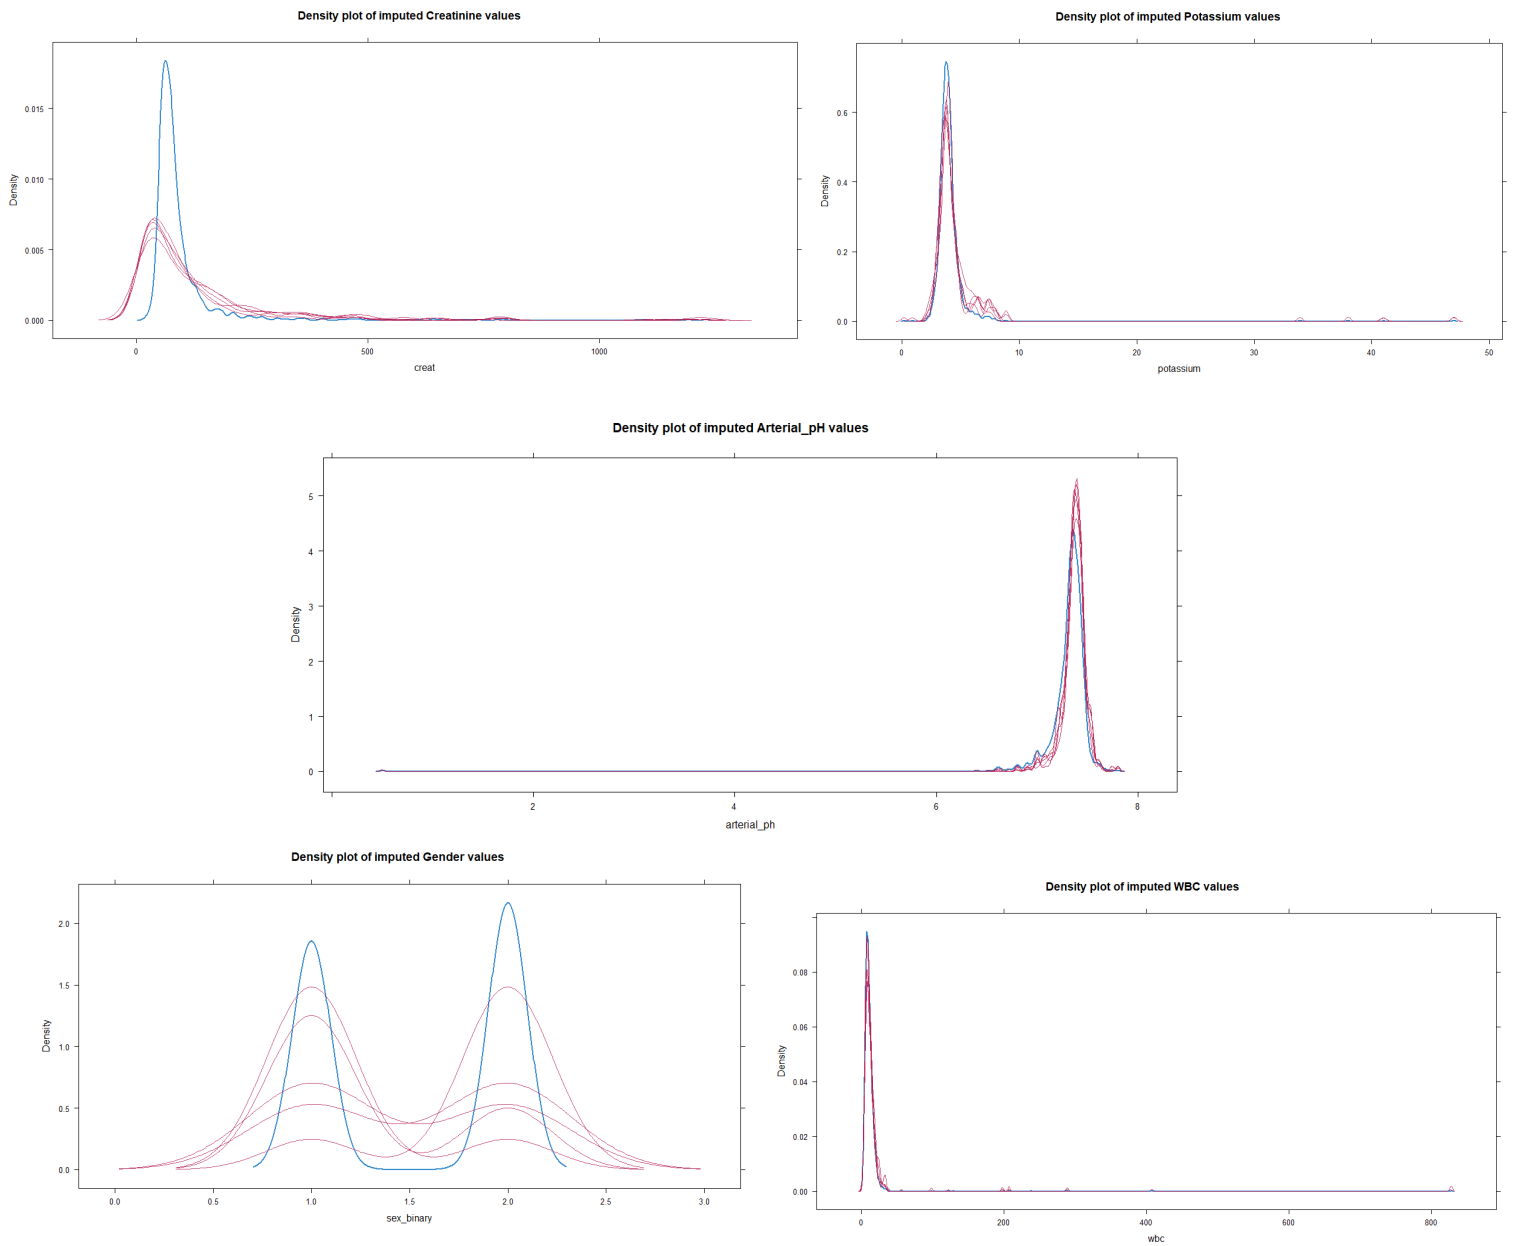 Density plot of imputed Creatinine values
Density
0.015
0.010
0.005
0.000
0 500 1000
creat
Density plot of imputed Potassium values
Density
0.6
0.4
0.2
0.0
0 10 20 30 40 50
potassium
Density plot of imputed Arterial_pH values
Density
5
4
3
2
1
0
2 4 6 8
arterial_ph
Density plot of imputed Gender values
Density
2.0
1.5
1.0
0.5
0.0
0.0 0.5 1.0 1.5 2.0 2.5 3.0
sex_binary
Density plot of imputed WBC values
Density
0.08
0.06
0.04
0.02
0.00
0 200 400 600 800
wbc